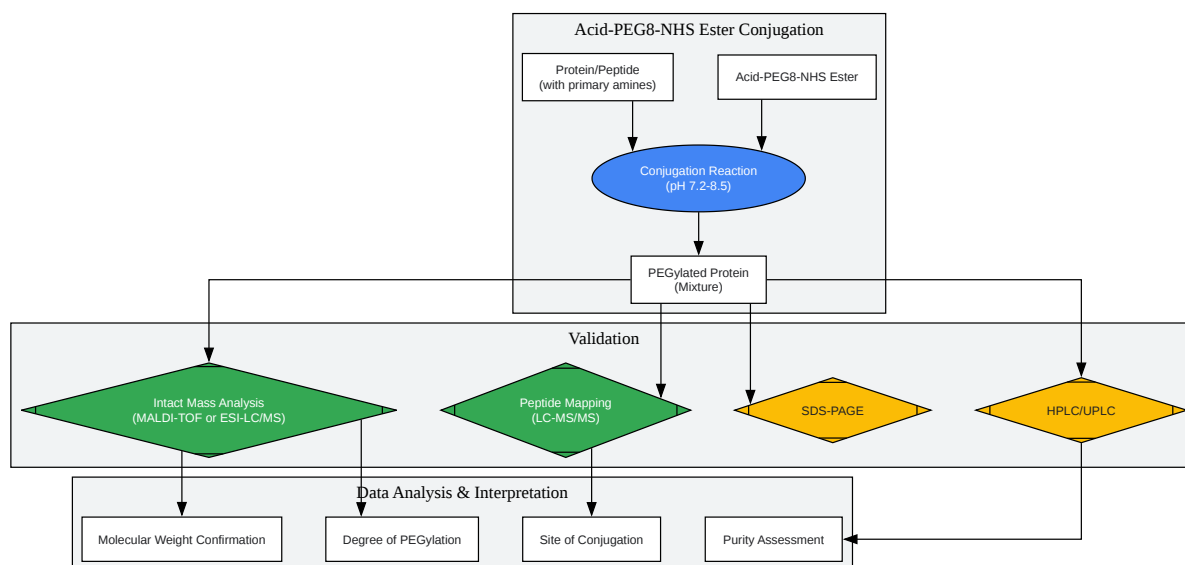 Acid-PEG8-NHS Ester Conjugation
Protein/Peptide
(with primary amines)
Acid-PEG8-NHS Ester
Conjugation Reaction
(pH 7.2-8.5)
PEGylated Protein
(Mixture)
Validation
Intact Mass Analysis
(MALDI-TOF or ESI-LC/MS)
Peptide Mapping
(LC-MS/MS)
SDS-PAGE
HPLC/UPLC
Data Analysis & Interpretation
Molecular Weight Confirmation
Degree of PEGylation
Site of Conjugation
Purity Assessment